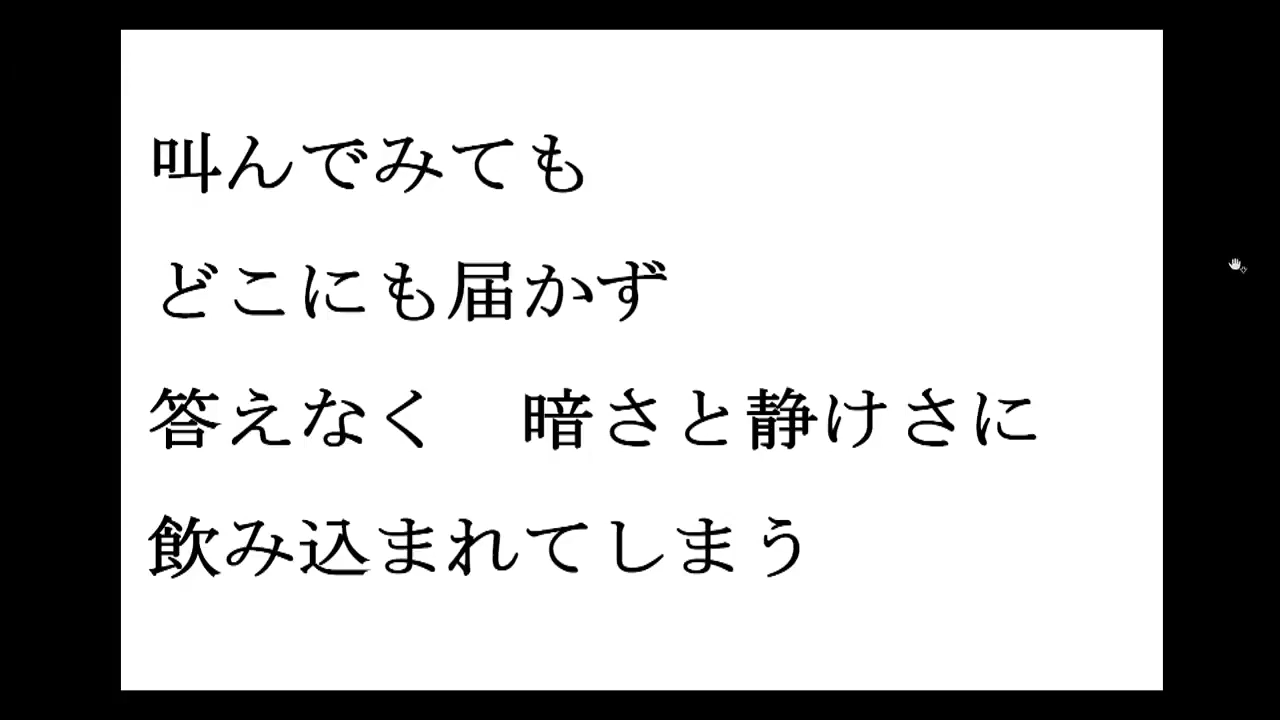 叫んでみても
どこにも届かず
答えなく　暗さと静けさに
飲み込まれてしまう